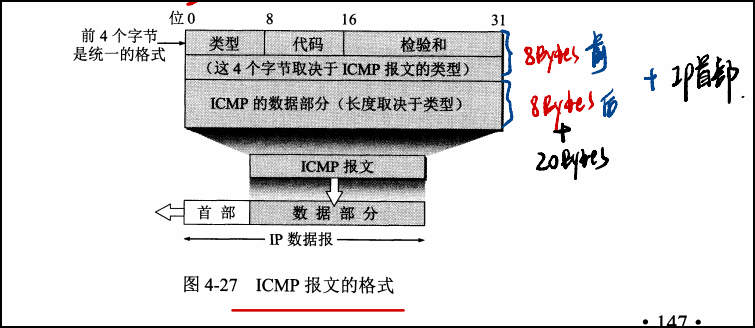 位 0 8 16 31
前 4 个字节
是统一的格式
类型 代码 检验和
(这 4 个字节取决于 ICMP 报文的类型)
8Bytes 前
ICMP 的数据部分（长度取决于类型）
8Bytes 后
+ IP首部.
+
20Bytes
ICMP 报文
首 部 数 据 部 分
IP 数据报
图 4-27 ICMP 报文的格式
· 147 ·